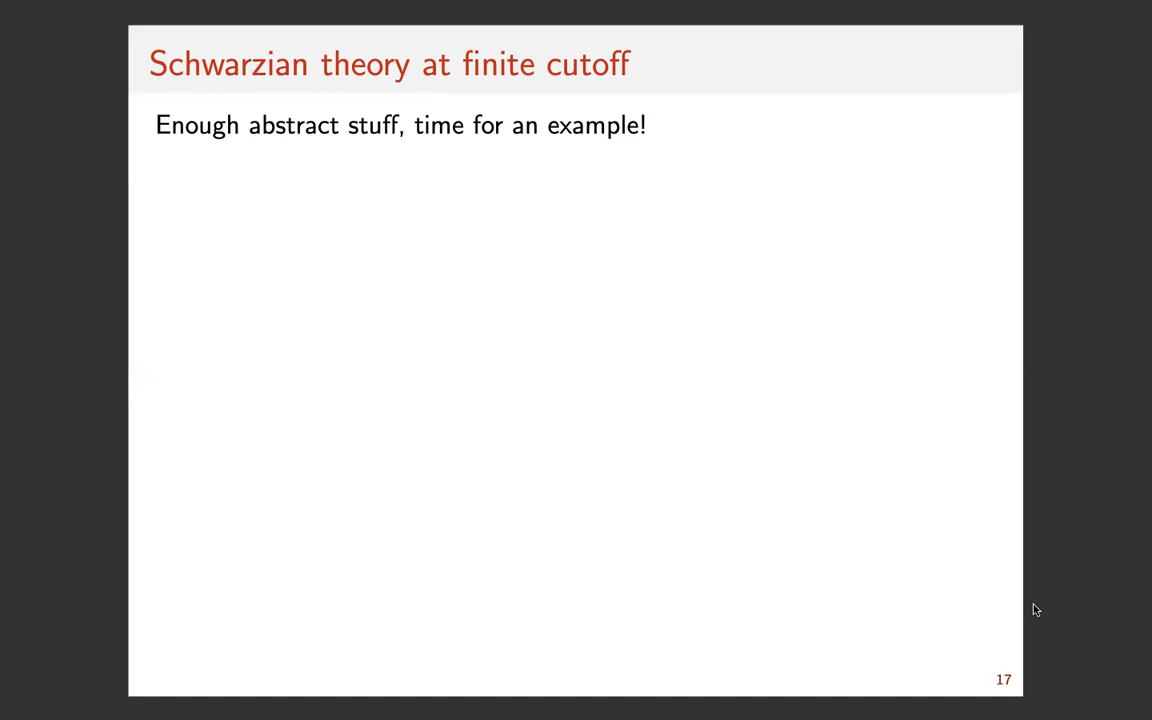 Schwarzian theory at finite cutoff
Enough abstract stuff, time for an example!
17